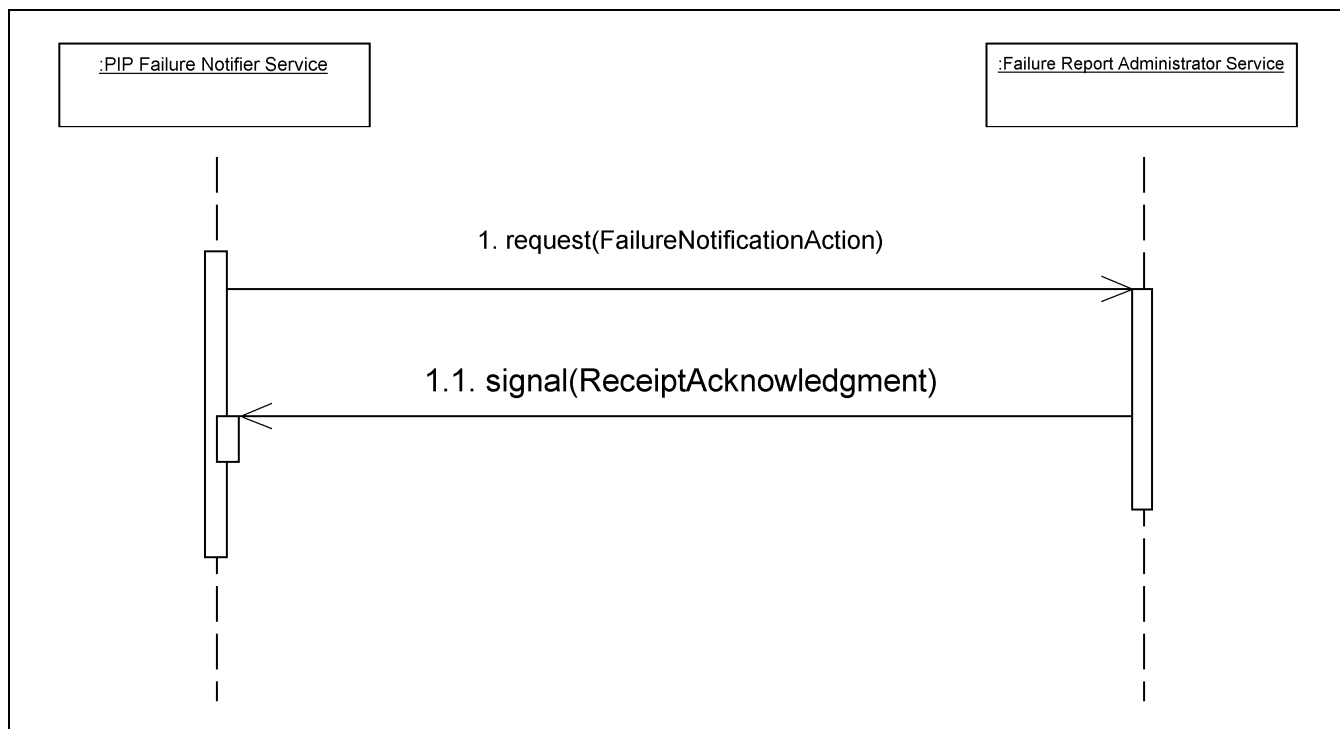 :PIP Failure Notifier Service
:Failure Report Administrator Service
1. request(FailureNotificationAction)
1.1. signal(ReceiptAcknowledgment)